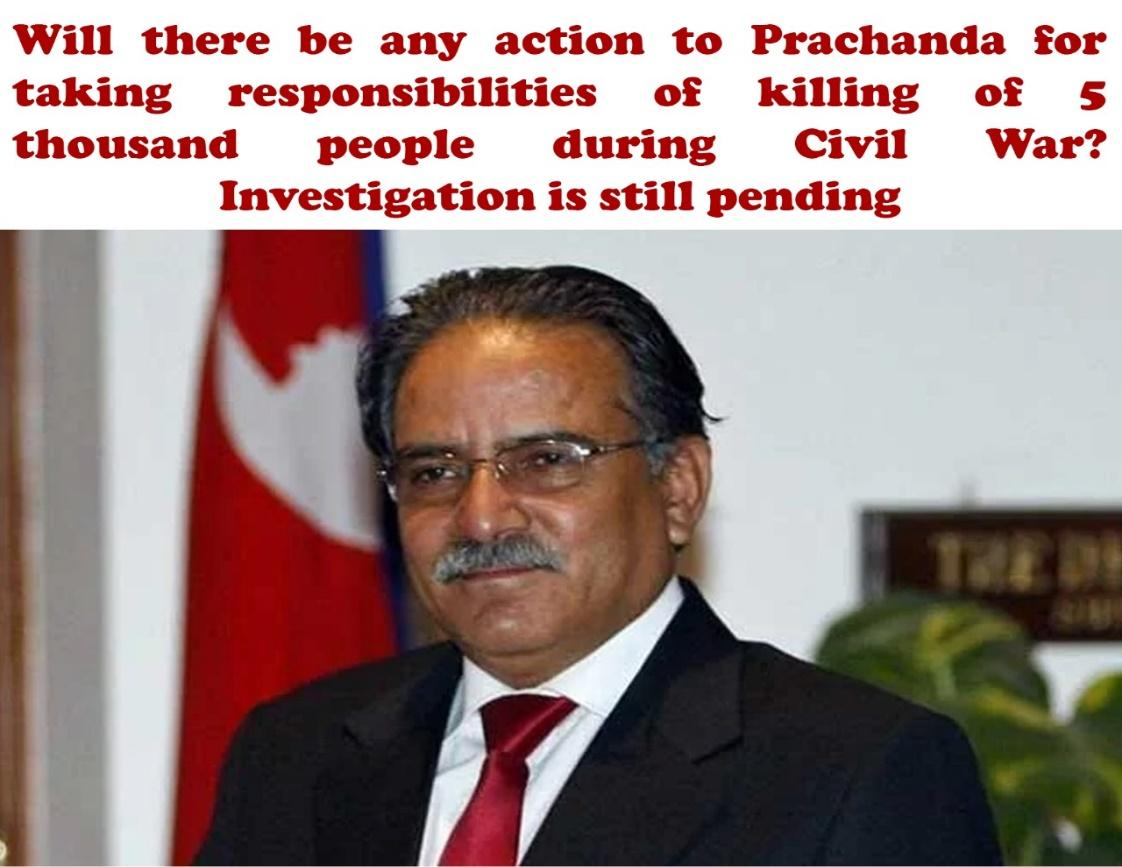 Will there be any action to Prachanda for
taking responsibilities of killing of 5
thousand people during Civil War?
Investigation is still pending
THE